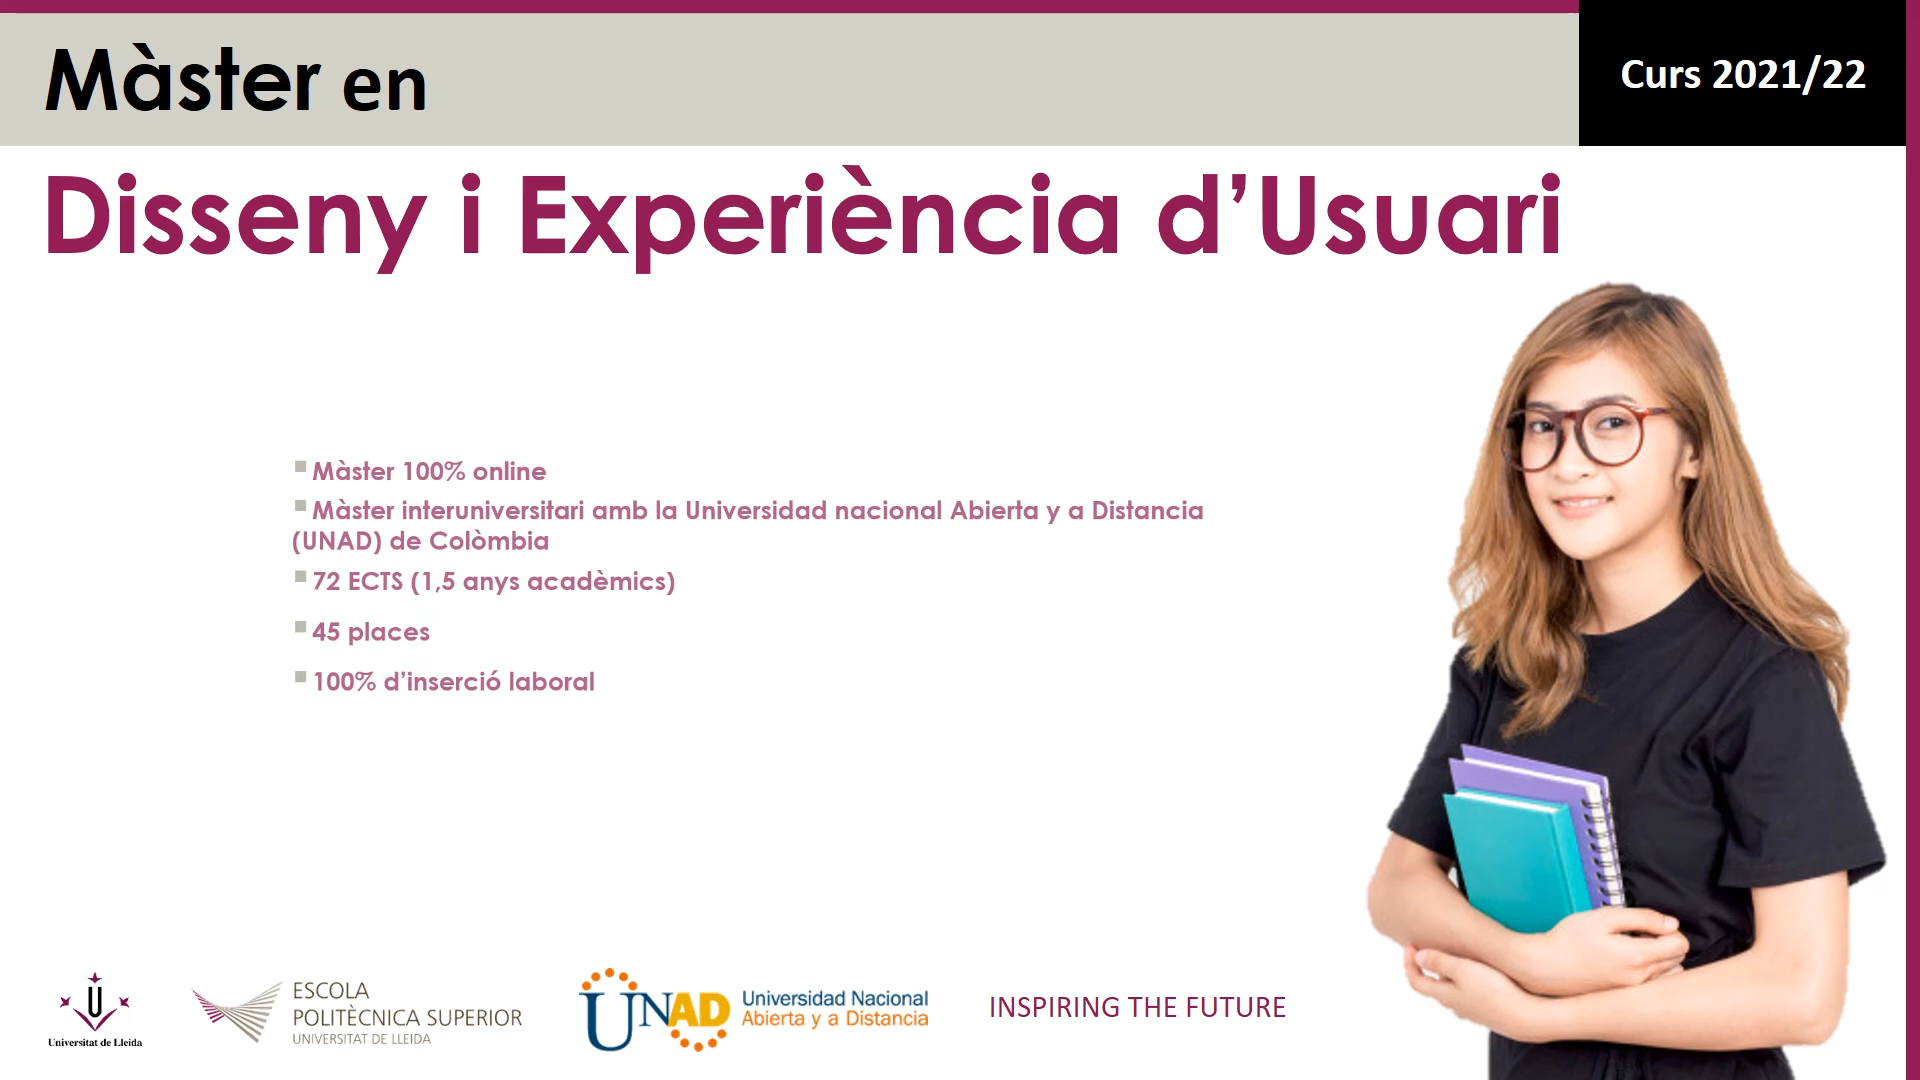 Màster en
Curs 2021/22
Disseny i Experiència d’Usuari
Màster 100% online
Màster interuniversitari amb la Universidad nacional Abierta y a Distancia
(UNAD) de Colòmbia
72 ECTS (1,5 anys acadèmics)
45 places
100% d’inserció laboral
U
Universitat de Lleida
ESCOLA
POLITÈCNICA SUPERIOR
UNIVERSITAT DE LLEIDA
UNAD
Universidad Nacional
Abierta y a Distancia
INSPIRING THE FUTURE